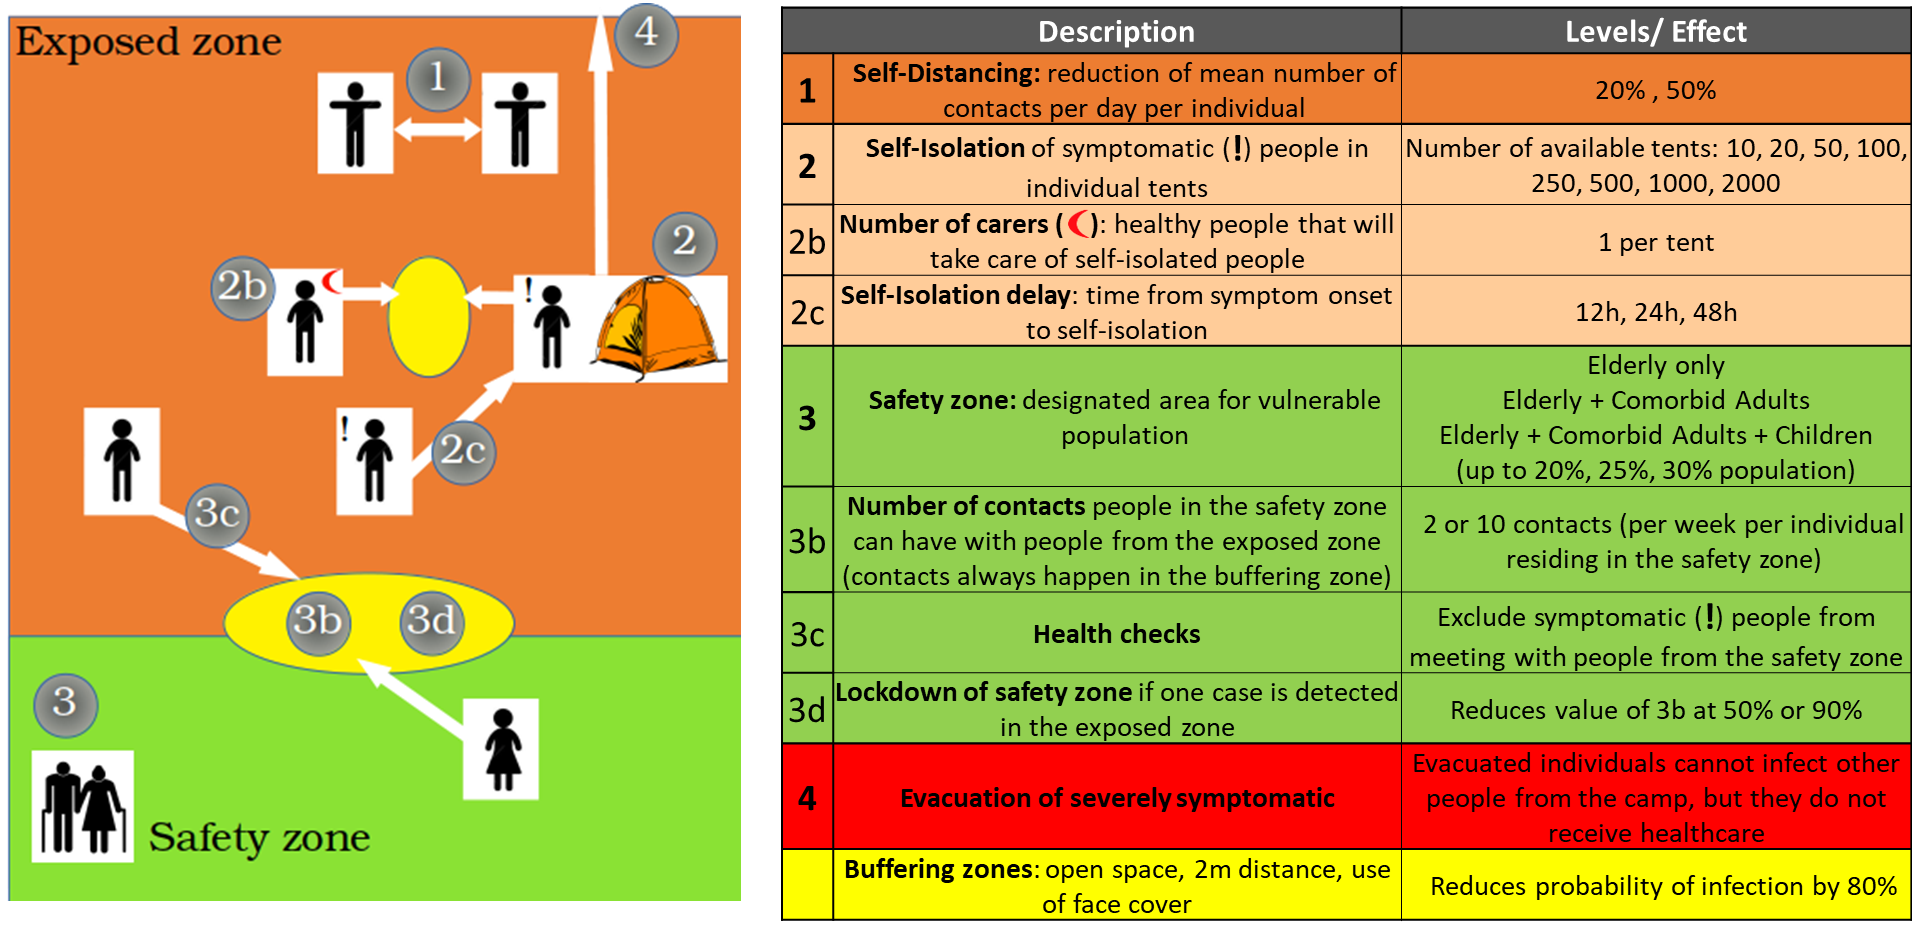 Exposed zone
4
1
2
2b
!
!
2c
3c
3b
3d
3
Safety zone
Description
Levels/ Effect
1
Self-Distancing: reduction of mean number of
contacts per day per individual
20% , 50%
2
Self-Isolation of symptomatic (!) people in
individual tents
Number of available tents: 10, 20, 50, 100,
250, 500, 1000, 2000
2b
Number of carers ( ): healthy people that will
take care of self-isolated people
1 per tent
2c
Self-Isolation delay: time from symptom onset
to self-isolation
12h, 24h, 48h
3
Safety zone: designated area for vulnerable
population
Elderly only
Elderly + Comorbid Adults
Elderly + Comorbid Adults + Children
(up to 20%, 25%, 30% population)
3b
Number of contacts people in the safety zone
can have with people from the exposed zone
(contacts always happen in the buffering zone)
2 or 10 contacts (per week per individual
residing in the safety zone)
3c
Health checks
Exclude symptomatic (!) people from
meeting with people from the safety zone
3d
Lockdown of safety zone if one case is detected
in the exposed zone
Reduces value of 3b at 50% or 90%
4
Evacuation of severely symptomatic
Evacuated individuals cannot infect other
people from the camp, but they do not
receive healthcare
Buffering zones: open space, 2m distance, use
of face cover
Reduces probability of infection by 80%